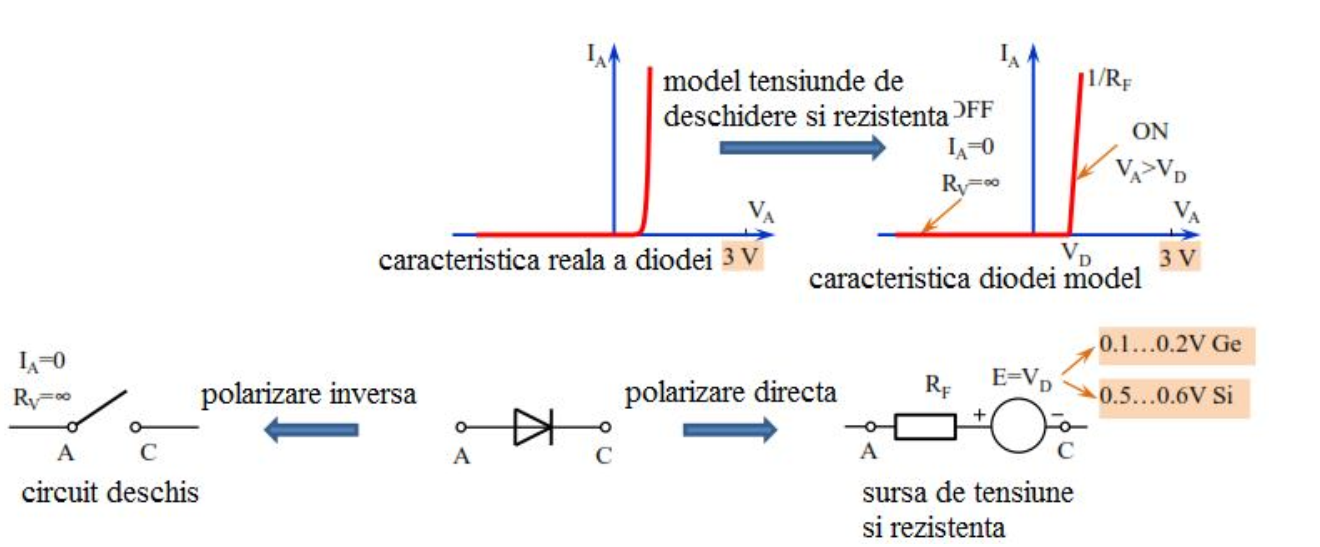 I_A
model tensiunde de
deschidere si rezistenta
V_A
3 V
caracteristica reala a diodei
I_A
1/R_F
OFF
I_A=0
R_V=∞
ON
V_A>V_D
V_A
V_D
3 V
caracteristica diodei model
I_A=0
R_V=∞
A
C
circuit deschis
polarizare inversa
A
C
polarizare directa
R_F
E=V_D
+
−
A
C
0.1…0.2V Ge
0.5…0.6V Si
sursa de tensiune
si rezistenta